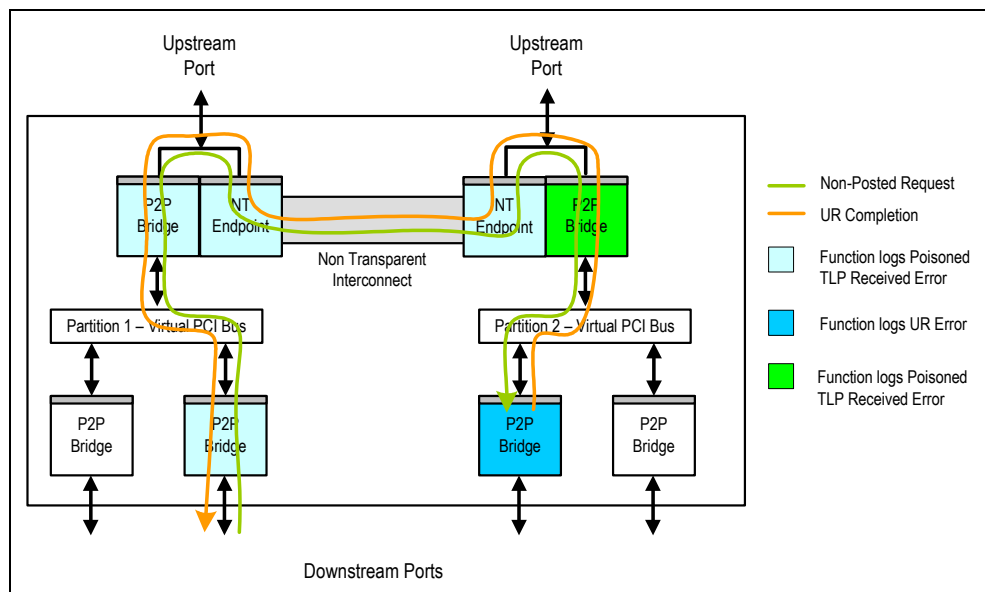 Upstream
Port
Upstream
Port
P2P
Bridge
NT
Endpoint
NT
Endpoint
P2P
Bridge
Non Transparent
Interconnect
Partition 1 – Virtual PCI Bus
Partition 2 – Virtual PCI Bus
P2P
Bridge
P2P
Bridge
P2P
Bridge
P2P
Bridge
Downstream Ports
Non-Posted Request
UR Completion
Function logs Poisoned
TLP Received Error
Function logs UR Error
Function logs Poisoned
TLP Received Error